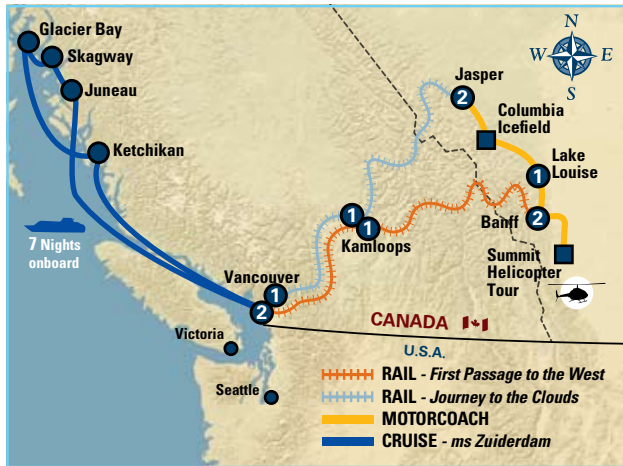 Glacier Bay
Skagway
Juneau
Ketchikan
7 Nights
onboard
N
W
E
S
Jasper
2
Columbia
Icefield
Lake
Louise
1
Banff
2
Summit
Helicopter
Tour
1
1
Kamloops
Vancouver
1
2
Victoria
Seattle
CANADA
U.S.A.
RAIL - First Passage to the West
RAIL - Journey to the Clouds
MOTORCOACH
CRUISE - ms Zuiderdam